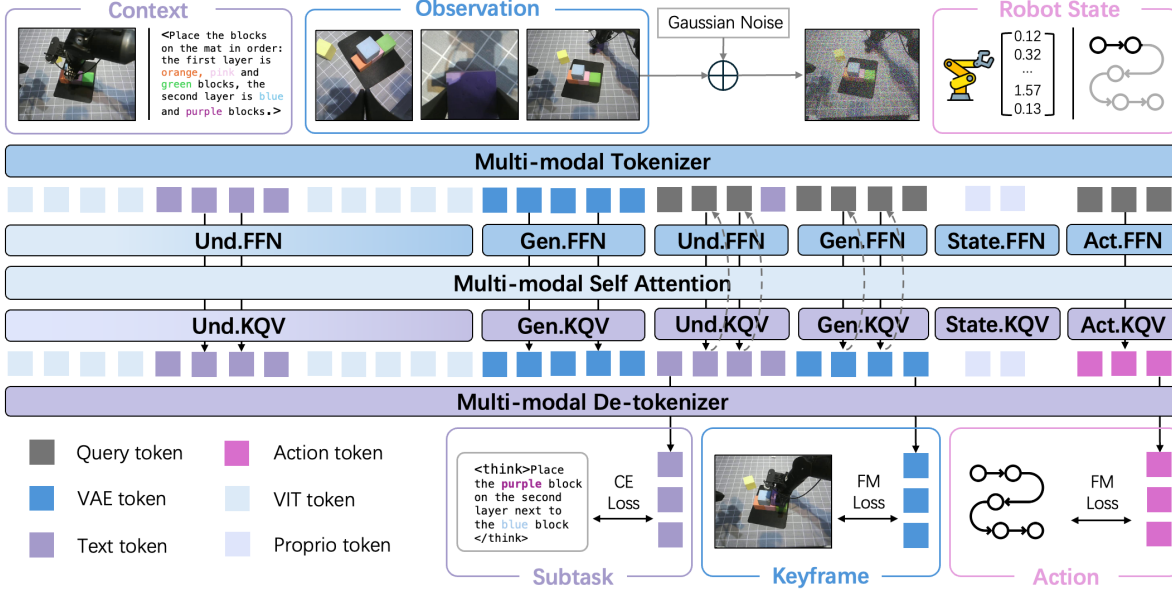 Context
Observation
Robot State
<Place the blocks
on the mat in order:
the first layer is
orange, pink and
green blocks, the
second layer is blue
and purple blocks.>
Gaussian Noise
0.12
0.32
...
1.57
0.13
Multi-modal Tokenizer
Und.FFN
Gen.FFN
Und.FFN
Gen.FFN
State.FFN
Act.FFN
Multi-modal Self Attention
Und.KQV
Gen.KQV
Und.KQV
Gen.KQV
State.KQV
Act.KQV
Multi-modal De-tokenizer
Query token
Action token
VAE token
VIT token
Text token
Proprio token
<think>Place
the purple block
on the second
layer next to
the blue block
</think>
CE
Loss
Subtask
FM
Loss
Keyframe
FM
Loss
Action